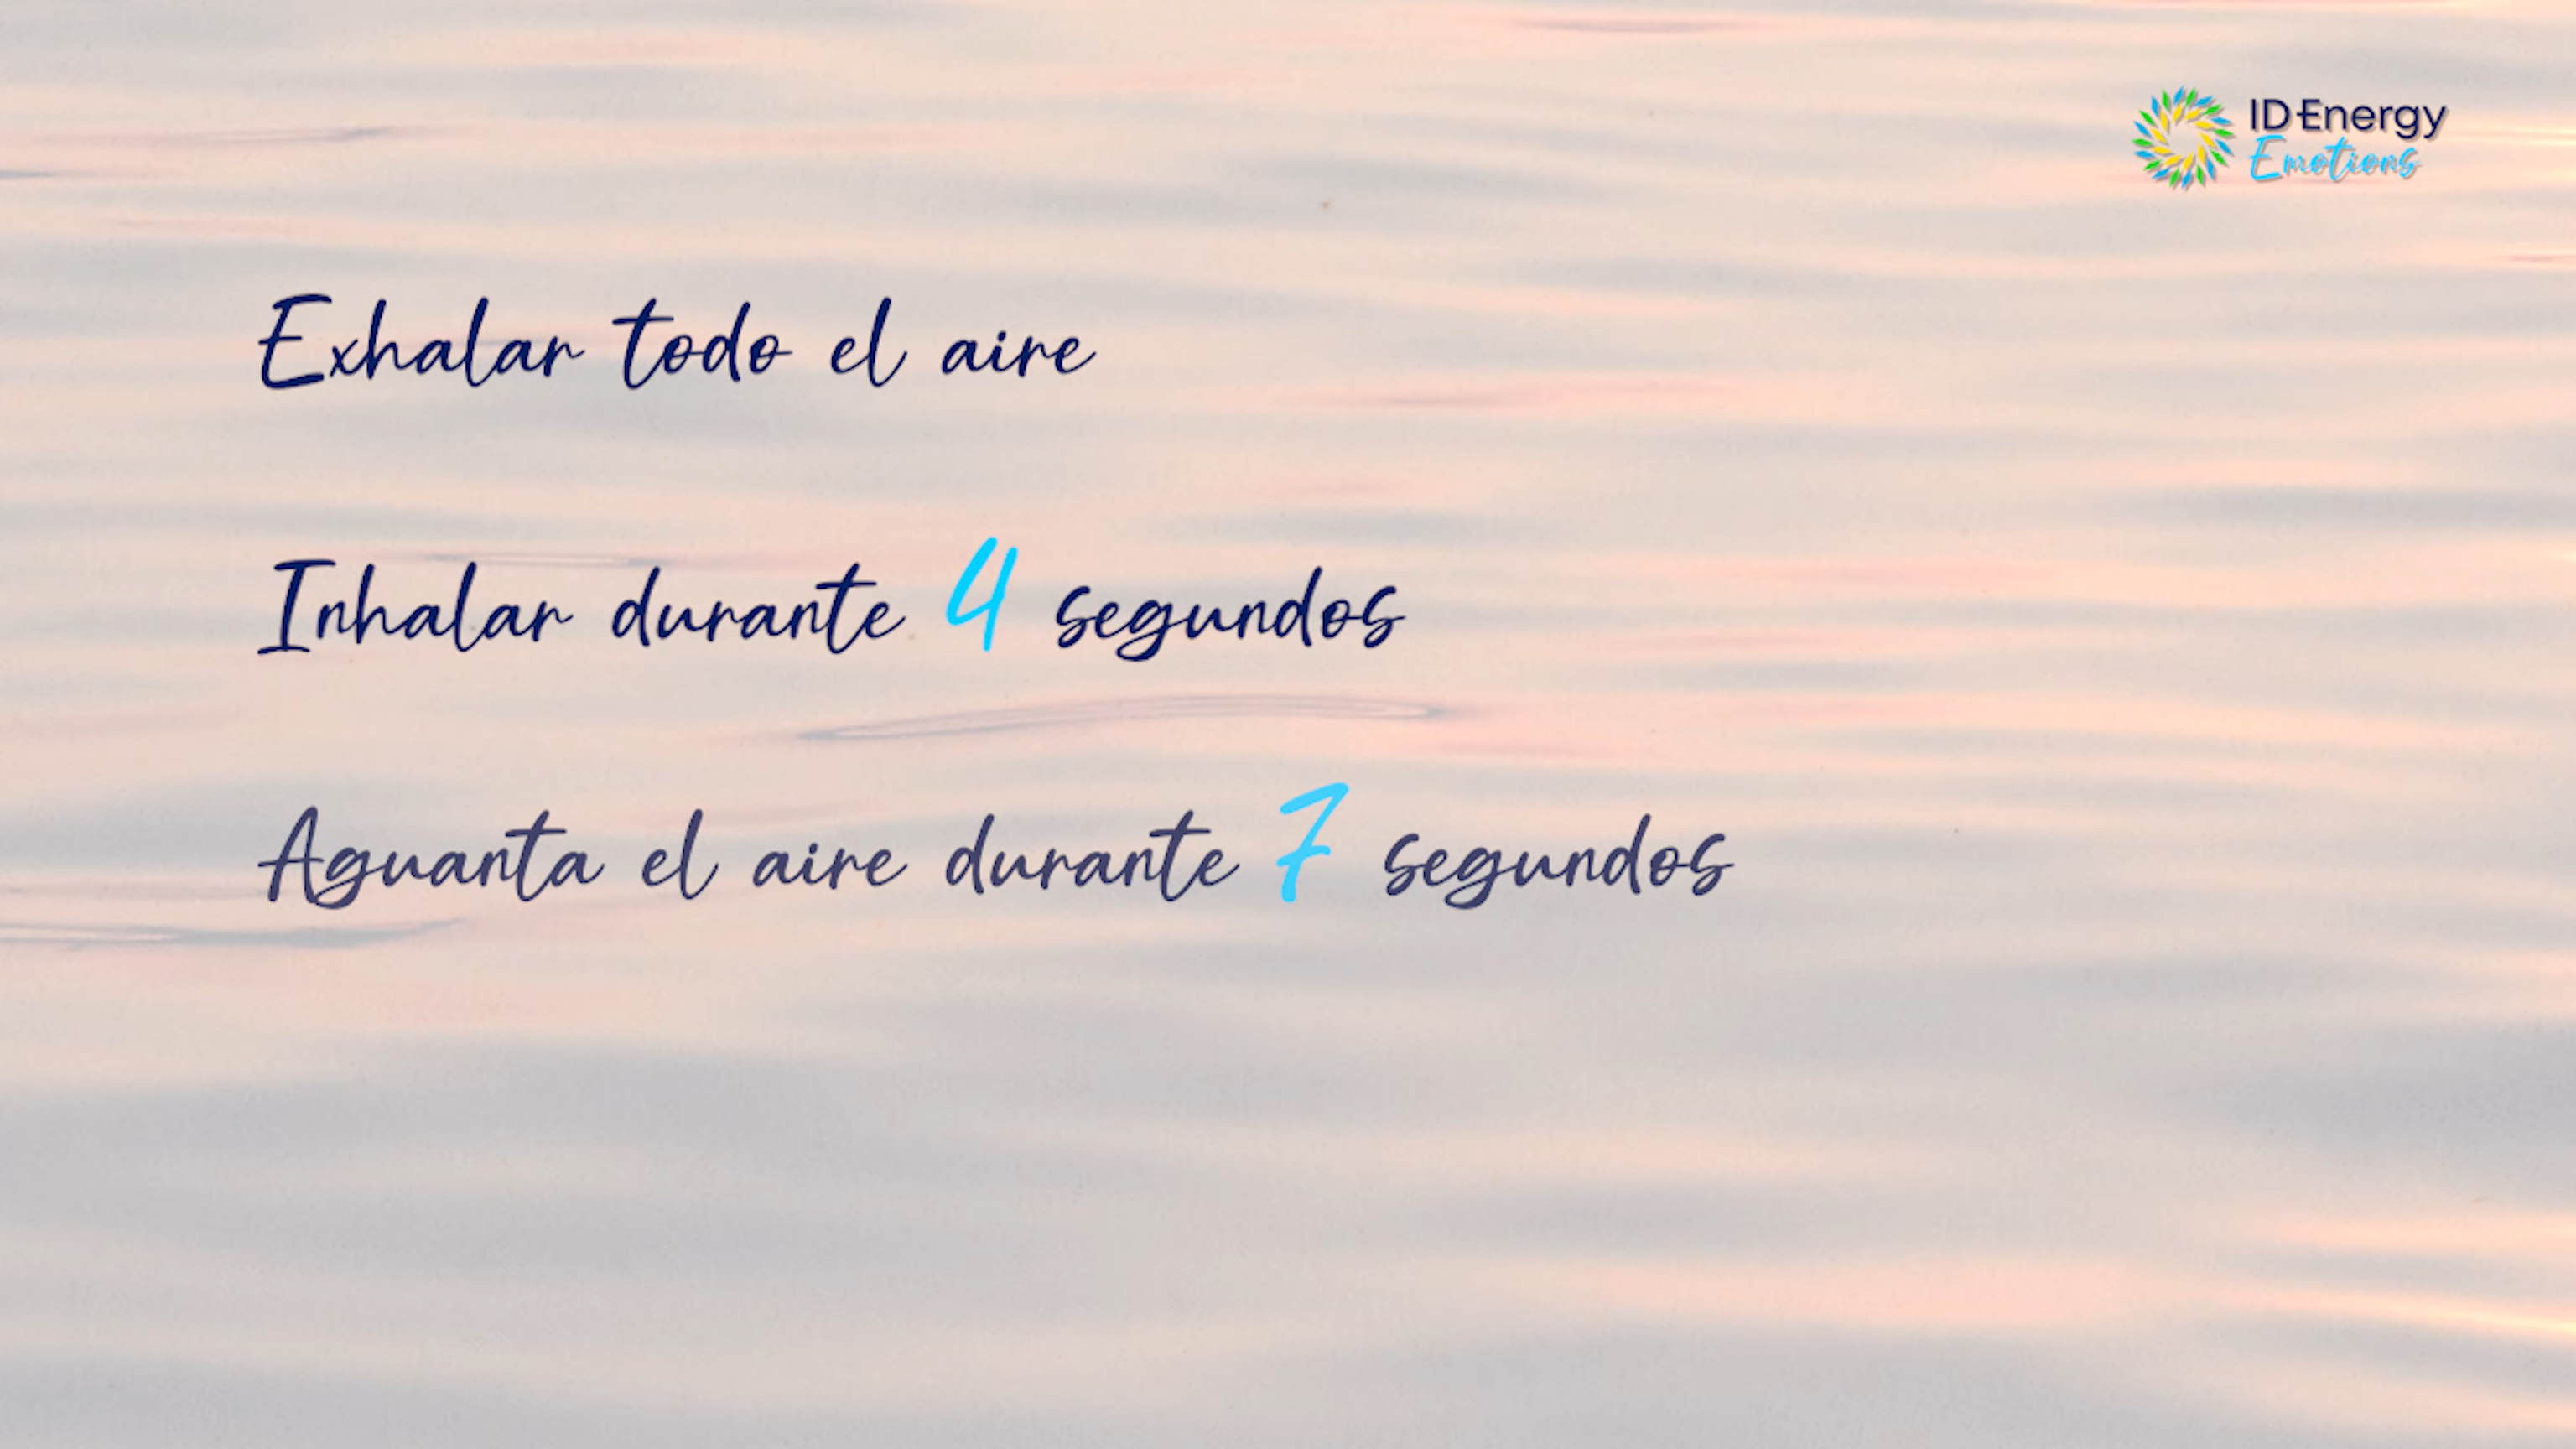 ID Energy
Emotions
Exhalar todo el aire
Inhalar durante 4 segundos
Aguanta el aire durante 7 segundos